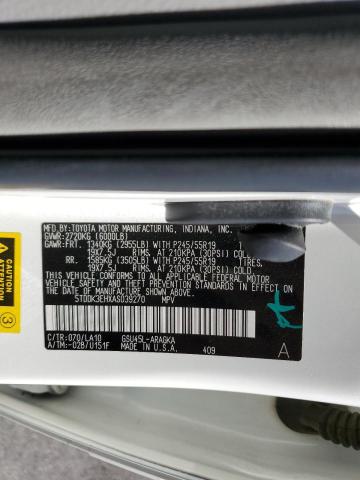 MFD. BY:TOYOTA MOTOR MANUFACTURING, INDIANA, INC.
GVWR:2720KG (6000LB)
GAWR:FRT. 1340KG (2955LB)WITH P245/55R19 )
19X7.5J RIMS. AT 210KPA (30PSI) COLD
RR. 1585KG (3505LB)WITH P245/55R19 TIRES,
19X7.5J RIMS. AT 210KPA (30PSI) COLD
THIS VEHICLE CONFORMS TO ALL APPLICABLE FEDERAL MOTOR
VEHICLE SAFETY AND
STANDARDS IN EFFECT ON THE DATE OF MANUFACTURE SHOWN ABOVE.
5TDDK3EHXAS039270 MPV
C/TR:070/LA10 GSU45L-ARAGKA
A/TM:-02B/U151F MADE IN U.S.A. 409
A
ATTENTION
3